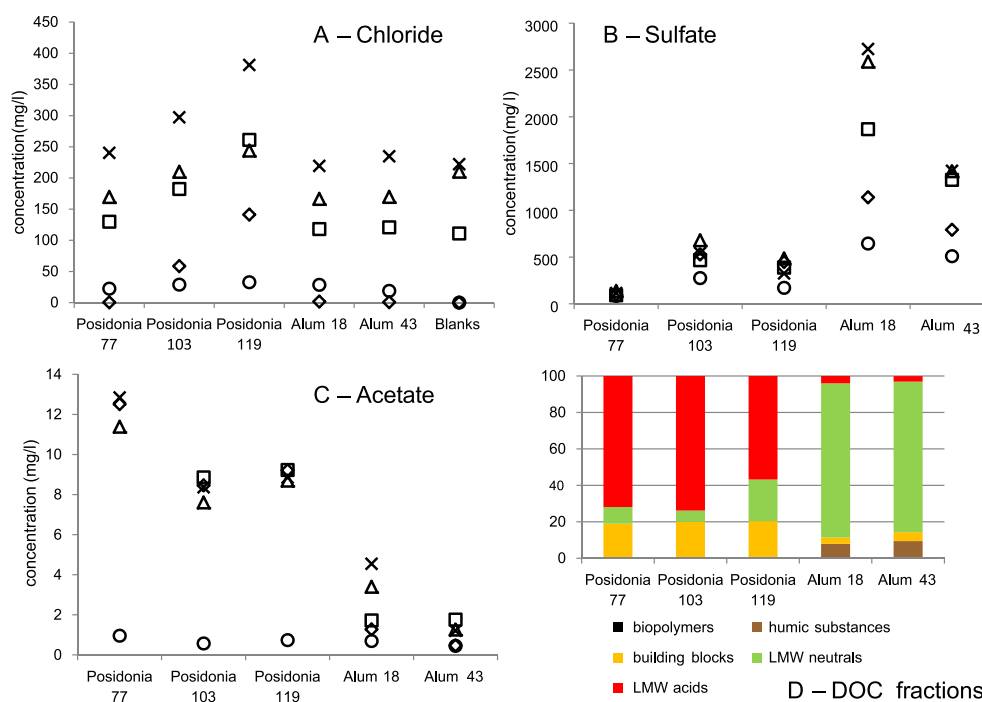 A – Chloride
concentration(mg/l)
450
400
350
300
250
200
150
100
50
0
Posidonia 77
Posidonia 103
Posidonia 119
Alum 18
Alum 43
Blanks
B – Sulfate
concentration(mg/l)
3000
2500
2000
1500
1000
500
0
Posidonia 77
Posidonia 103
Posidonia 119
Alum 18
Alum 43
C – Acetate
concentration (mg/l)
14
12
10
8
6
4
2
0
Posidonia 77
Posidonia 103
Posidonia 119
Alum 18
Alum 43
100
80
60
40
20
0
Posidonia 77
Posidonia 103
Posidonia 119
Alum 18
Alum 43
biopolymers
humic substances
building blocks
LMW neutrals
LMW acids
D – DOC fractions